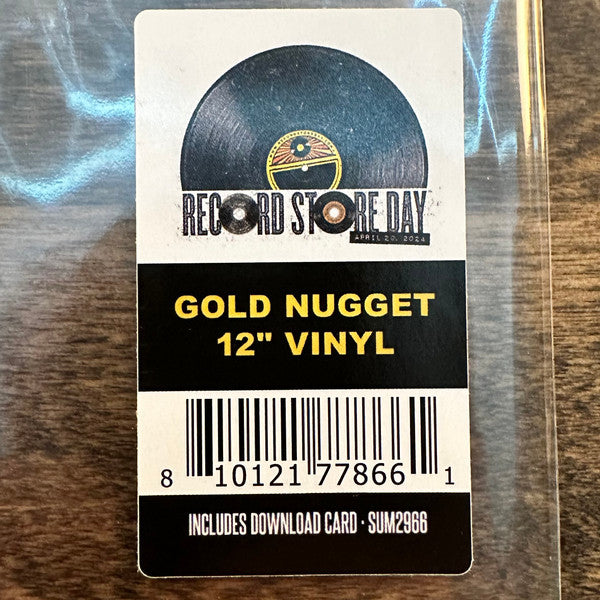 RECORD STORE DAY
APRIL 20, 2024
GOLD NUGGET
12" VINYL
8 10121 77866 1
INCLUDES DOWNLOAD CARD · SUM2966